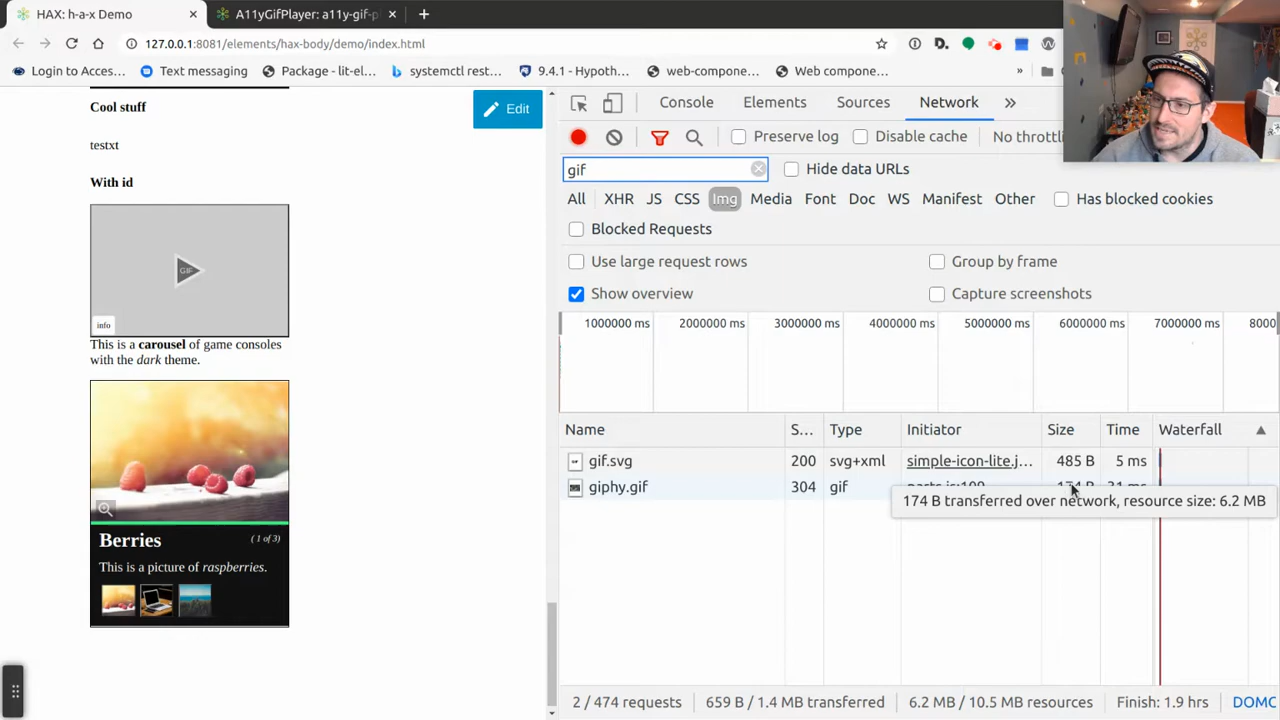 HAX: h-a-x Demo
A11yGifPlayer: a11y-gif-p
127.0.0.1:8081/elements/hax-body/demo/index.html
D.
Login to Acces...
Text messaging
Package - lit-el...
systemctl rest...
9.4.1 - Hypoth...
web-compone...
Web compone...
»
Cool stuff
testxt
With id
GIF
info
This is a carousel of game consoles
with the dark theme.
Berries
( 1 of 3)
This is a picture of raspberries.
Edit
Console
Elements
Sources
Network
»
Preserve log
Disable cache
No throttli
gif
Hide data URLs
All
XHR
JS
CSS
Img
Media
Font
Doc
WS
Manifest
Other
Has blocked cookies
Blocked Requests
Use large request rows
Group by frame
Show overview
Capture screenshots
1000000 ms
2000000 ms
3000000 ms
4000000 ms
5000000 ms
6000000 ms
7000000 ms
8000
Name
S...
Type
Initiator
Size
Time
Waterfall
gif.svg
200
svg+xml
simple-icon-lite.j...
485 B
5 ms
giphy.gif
304
gif
174 B
31 ms
174 B transferred over network, resource size: 6.2 MB
2 / 474 requests
659 B / 1.4 MB transferred
6.2 MB / 10.5 MB resources
Finish: 1.9 hrs
DOMC